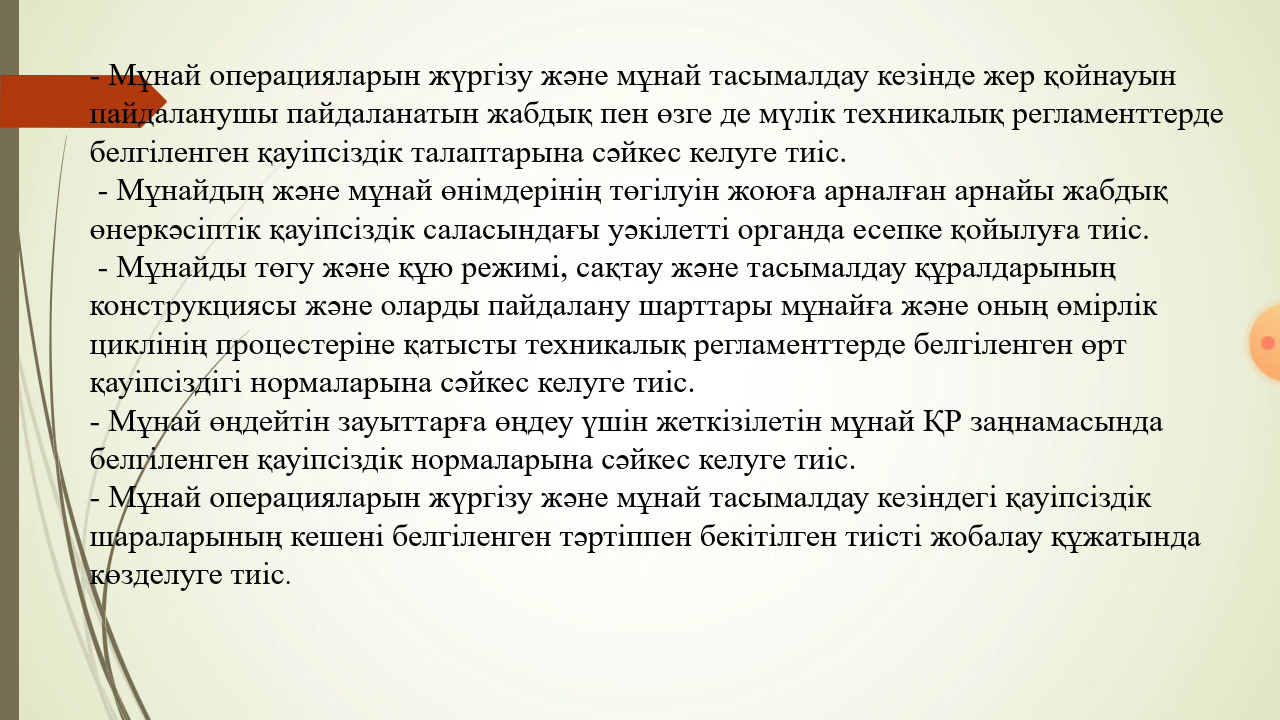 - Мұнай операцияларын жүргізу және мұнай тасымалдау кезінде жер қойнауын
пайдаланушы пайдаланатын жабдық пен өзге де мүлік техникалық регламенттерде
белгіленген қауіпсіздік талаптарына сәйкес келуге тиіс.
- Мұнайдың және мұнай өнімдерінің төгілуін жоюға арналған арнайы жабдық
өнеркәсіптік қауіпсіздік саласындағы уәкілетті органда есепке қойылуға тиіс.
- Мұнайды төгу және құю режимі, сақтау және тасымалдау құралдарының
конструкциясы және оларды пайдалану шарттары мұнайға және оның өмірлік
циклінің процестеріне қатысты техникалық регламенттерде белгіленген өрт
қауіпсіздігі нормаларына сәйкес келуге тиіс.
- Мұнай өңдейтін зауыттарға өңдеу үшін жеткізілетін мұнай ҚР заңнамасында
белгіленген қауіпсіздік нормаларына сәйкес келуге тиіс.
- Мұнай операцияларын жүргізу және мұнай тасымалдау кезіндегі қауіпсіздік
шараларының кешені белгіленген тәртіппен бекітілген тиісті жобалау құжатында
көзделуге тиіс.